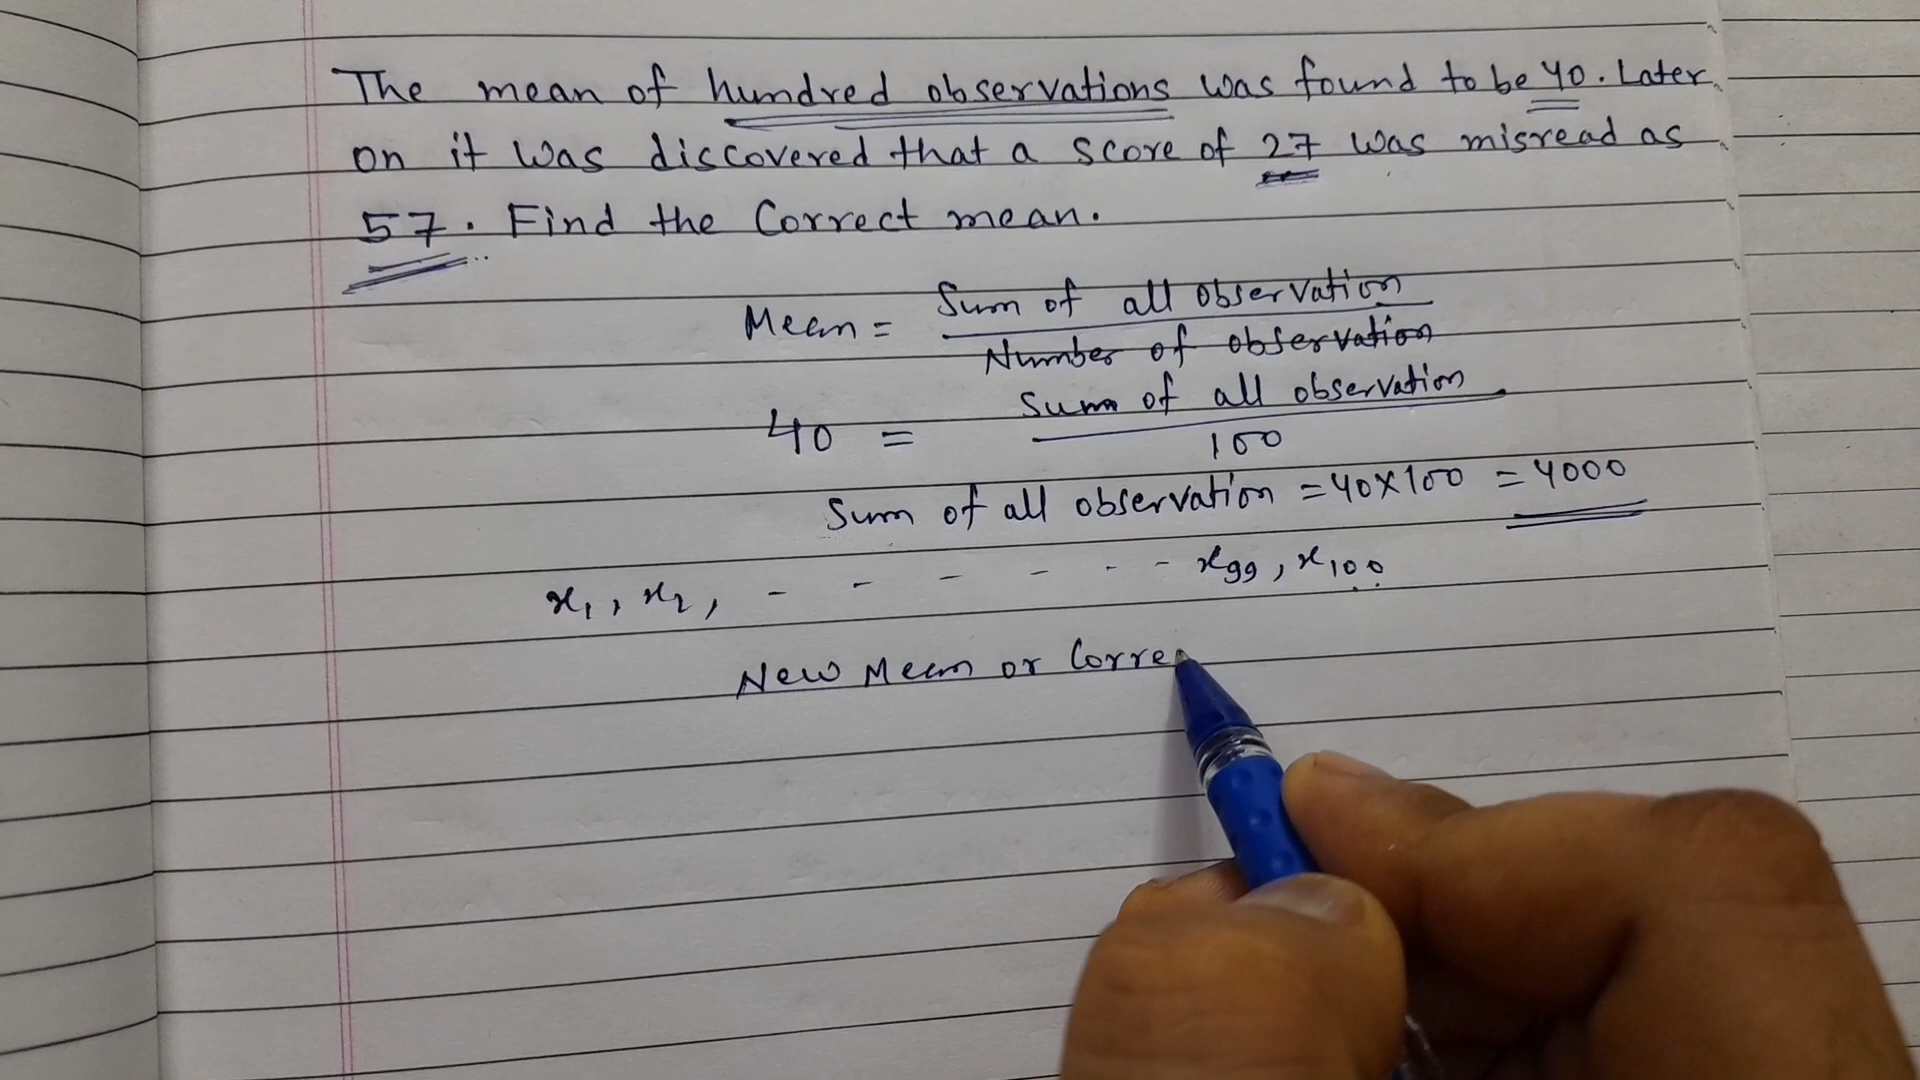 The mean of hundred observations was found to be 40. Later
on it was discovered that a score of 27 was misread as
57. Find the Correct mean.
Mean = Sum of all observation
Number of observation
40 = Sum of all observation
100
Sum of all observation = 40×100 = 4000
x₁, x₂, - - - - - - x₉₉, x₁₀₀
New Mean or Corre